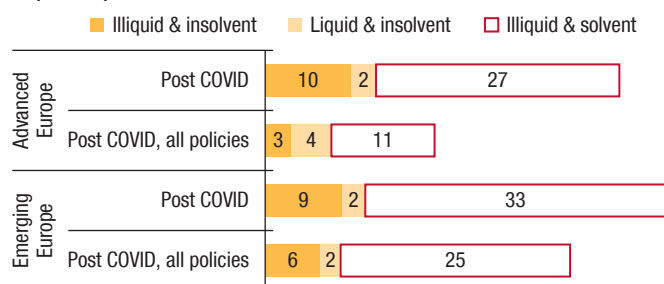 Illiquid & insolvent Liquid & insolvent Illiquid & solvent
Advanced
Europe
Post COVID 10 2 27
Post COVID, all policies 3 4 11
Emerging
Europe
Post COVID 9 2 33
Post COVID, all policies 6 2 25